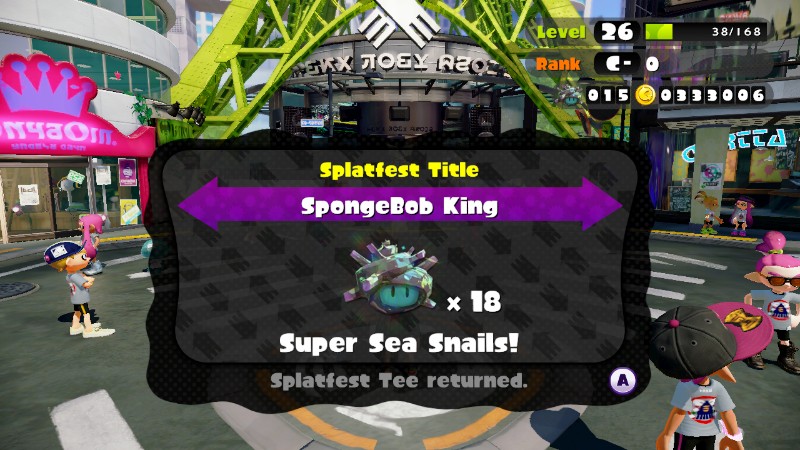 Level 26 38/168
Rank C- 0
015 0333006
Splatfest Title
SpongeBob King
× 18
Super Sea Snails!
Splatfest Tee returned.
A